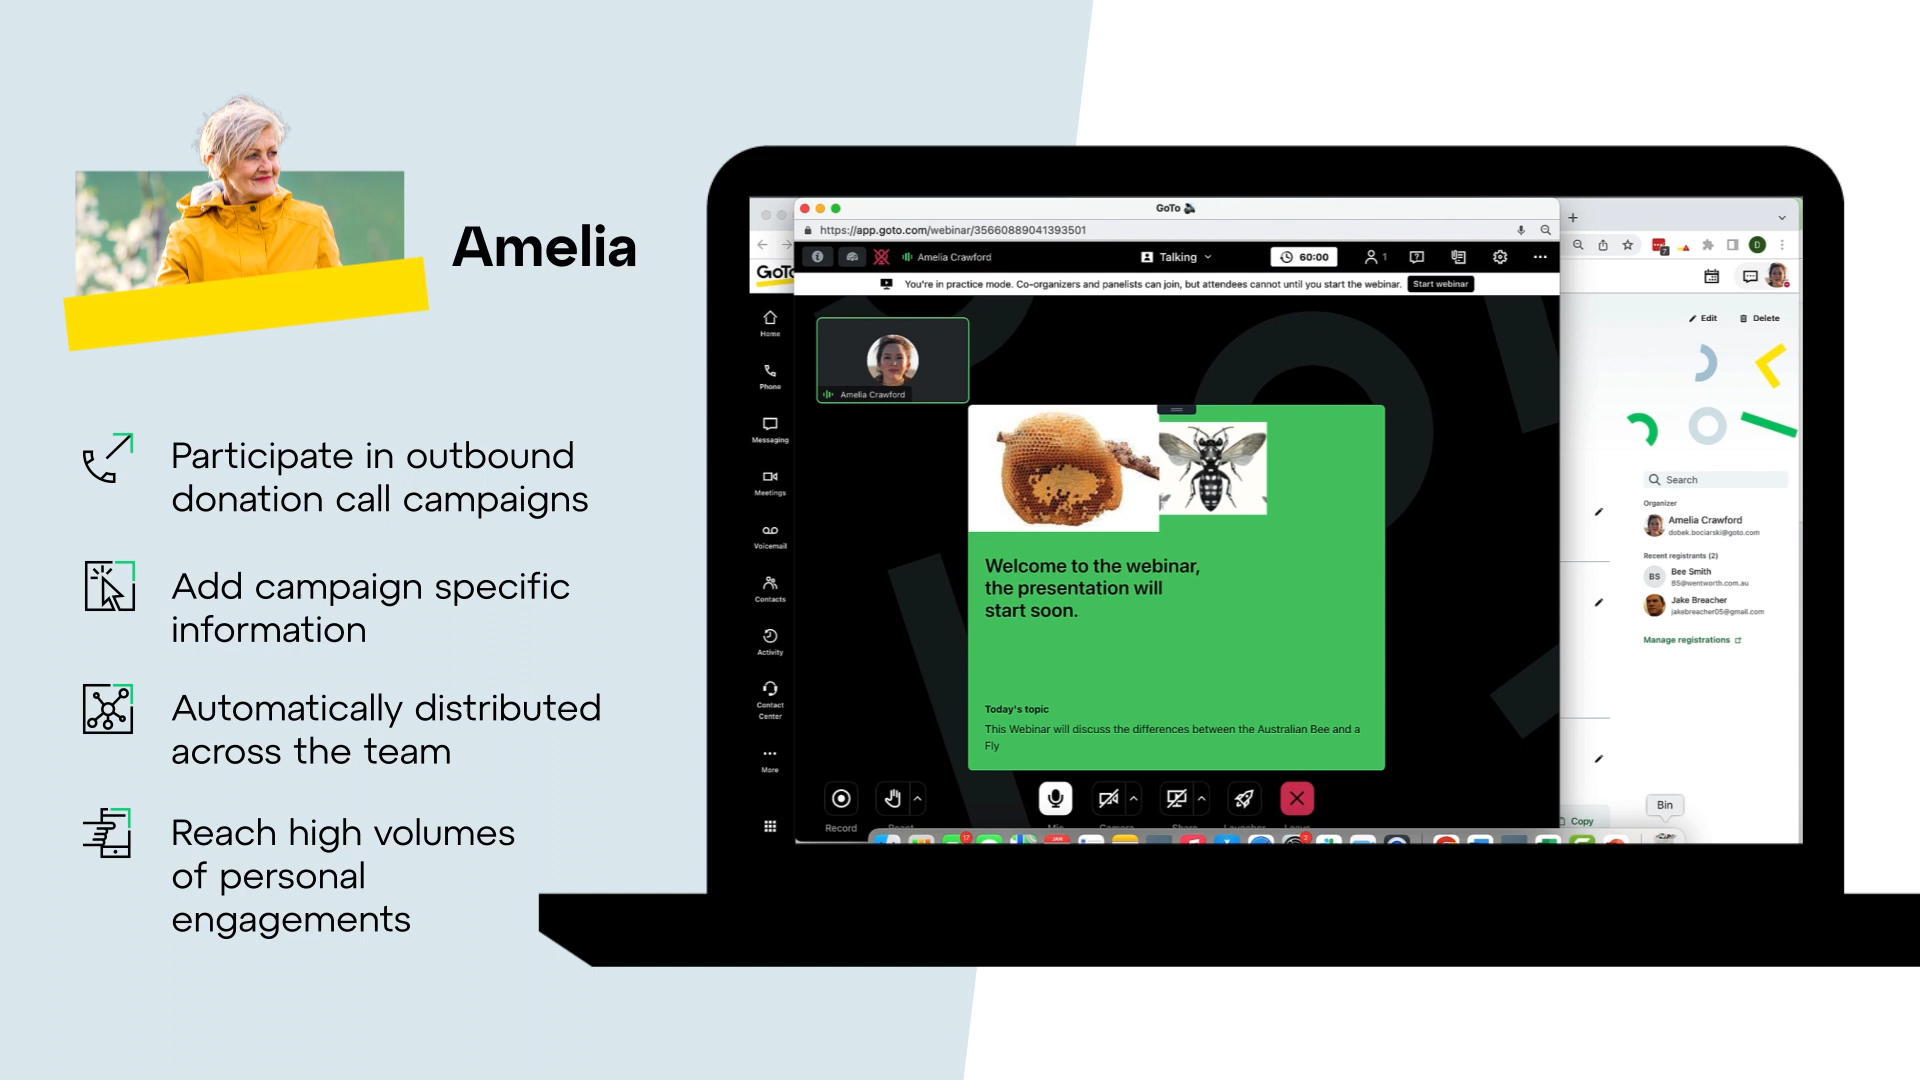 Amelia
Participate in outbound
donation call campaigns
Add campaign specific
information
Automatically distributed
across the team
Reach high volumes
of personal
engagements
GoTo
https://app.goto.com/webinar/35660889041393501
Amelia Crawford
Talking
60:00
1
You're in practice mode. Co-organizers and panelists can join, but attendees cannot until you start the webinar.
Start webinar
GoTo
Home
Phone
Messaging
Meetings
Voicemail
Contacts
Activity
Contact
Center
More
Amelia Crawford
Welcome to the webinar,
the presentation will
start soon.
Today's topic
This Webinar will discuss the differences between the Australian Bee and a
Fly
Record
D
Edit
Delete
Search
Organizer
Amelia Crawford
dobek.bociarski@goto.com
Recent registrants (2)
BS
Bee Smith
BS@wentworth.com.au
Jake Breacher
jakebreacher05@gmail.com
Manage registrations
Bin
Copy
17
JAN
2